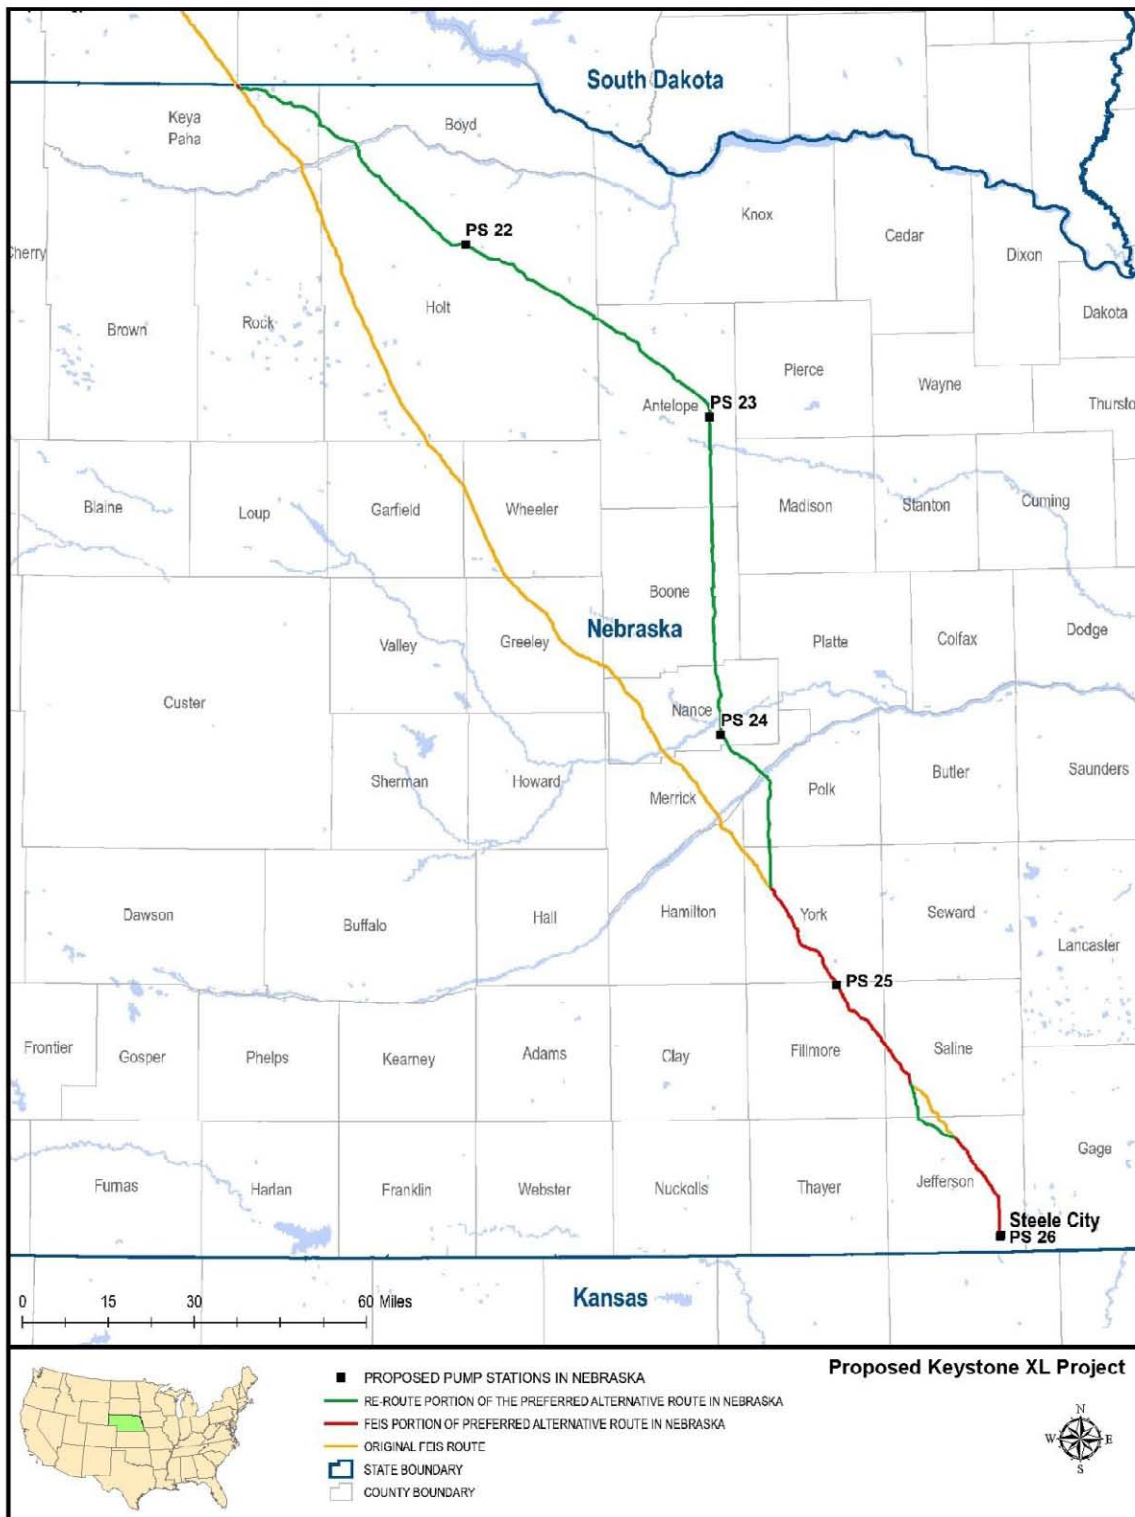 South Dakota
Keya
Paha
Boyd
Knox
Cedar
Dixon
PS 22
Cherry
Holt
Dakota
Brown
Rock
Pierce
Wayne
Antelope
PS 23
Thursto
Blaine
Loup
Garfield
Wheeler
Madison
Stanton
Cuming
Boone
Nebraska
Valley
Greeley
Platte
Colfax
Dodge
Custer
Nance
PS 24
Sherman
Howard
Merrick
Polk
Butler
Saunders
Dawson
Buffalo
Hall
Hamilton
York
Seward
Lancaster
PS 25
Frontier
Gosper
Phelps
Kearney
Adams
Clay
Fillmore
Saline
Gage
Furnas
Harlan
Franklin
Webster
Nuckolls
Thayer
Jefferson
Steele City
PS 26
Kansas
0 15 30 60 Miles
Proposed Keystone XL Project
PROPOSED PUMP STATIONS IN NEBRASKA
RE-ROUTE PORTION OF THE PREFERRED ALTERNATIVE ROUTE IN NEBRASKA
FEIS PORTION OF PREFERRED ALTERNATIVE ROUTE IN NEBRASKA
ORIGINAL FEIS ROUTE
STATE BOUNDARY
COUNTY BOUNDARY
N
W E
S